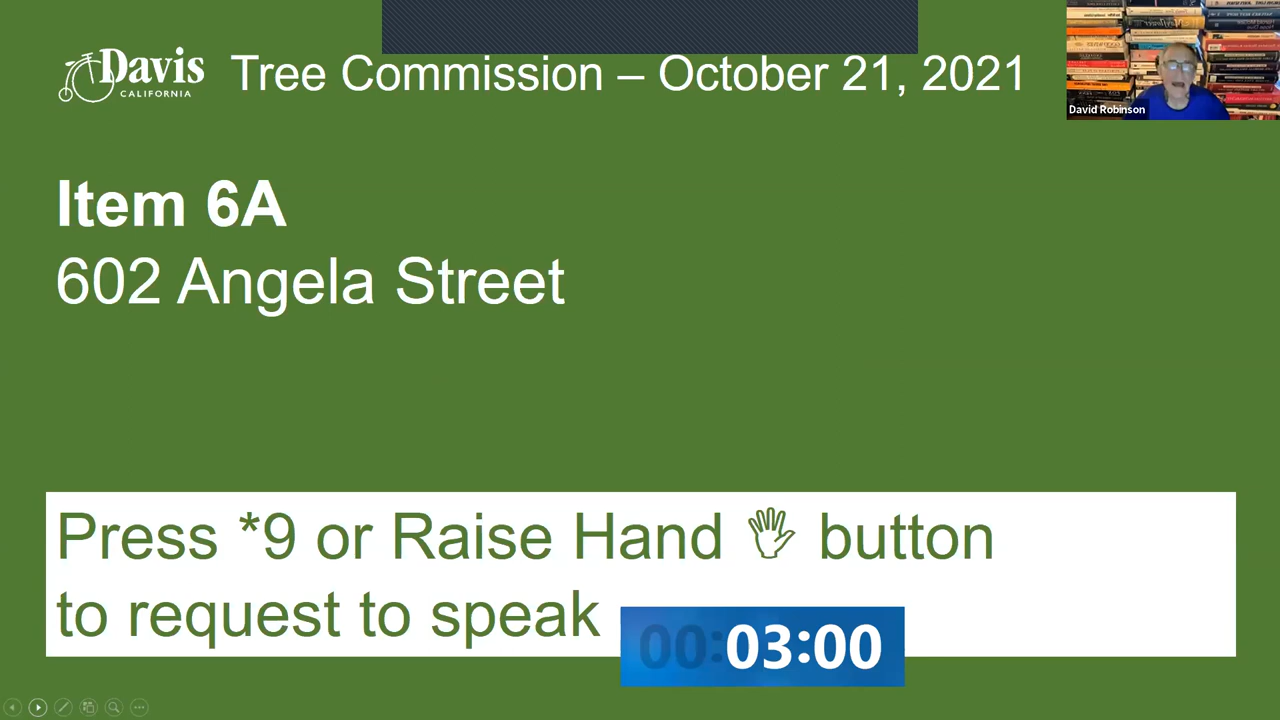 Davis
CALIFORNIA
Tree Commission – October 21, 2021
David Robinson
Item 6A
602 Angela Street
Press *9 or Raise Hand button
to request to speak
00:03:00